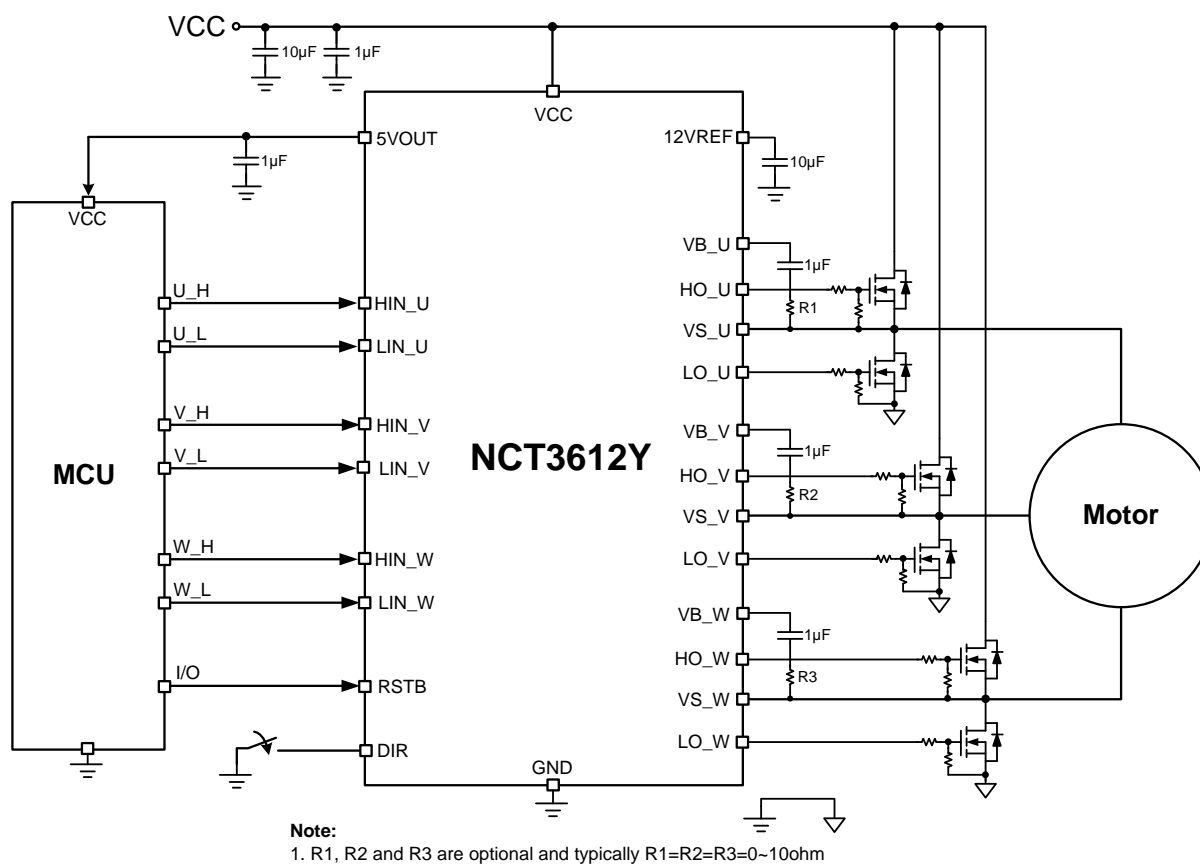 VCC
10µF
1µF
VCC
5VOUT
12VREF
1µF
10µF
VCC
VB_U
1µF
U_H
HIN_U
HO_U
R1
U_L
LIN_U
VS_U
LO_U
V_H
HIN_V
VB_V
1µF
MCU
V_L
LIN_V
NCT3612Y
HO_V
R2
VS_V
Motor
W_H
HIN_W
LO_V
W_L
LIN_W
VB_W
1µF
HO_W
I/O
RSTB
R3
VS_W
DIR
LO_W
GND
Note:
1. R1, R2 and R3 are optional and typically R1=R2=R3=0~10ohm